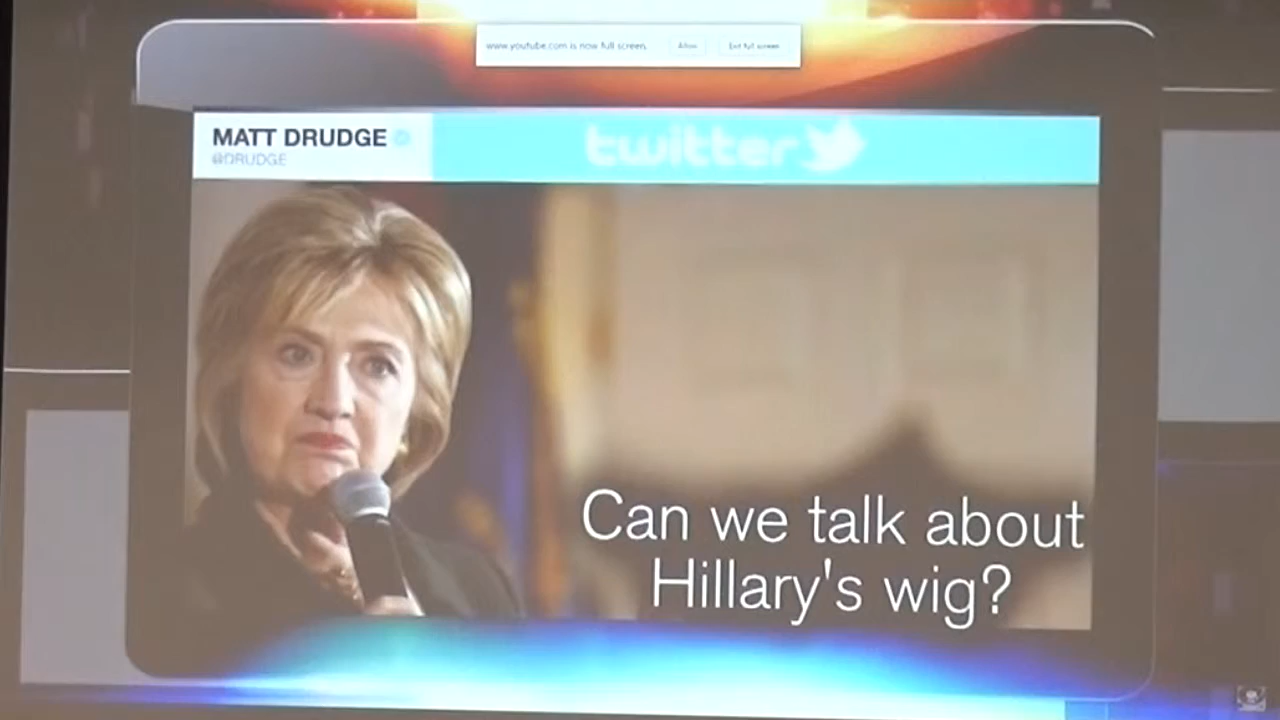 www.youtube.com is now full screen.
Allow
Exit full screen
MATT DRUDGE
twitter
@DRUDGE
Can we talk about
Hillary's wig?